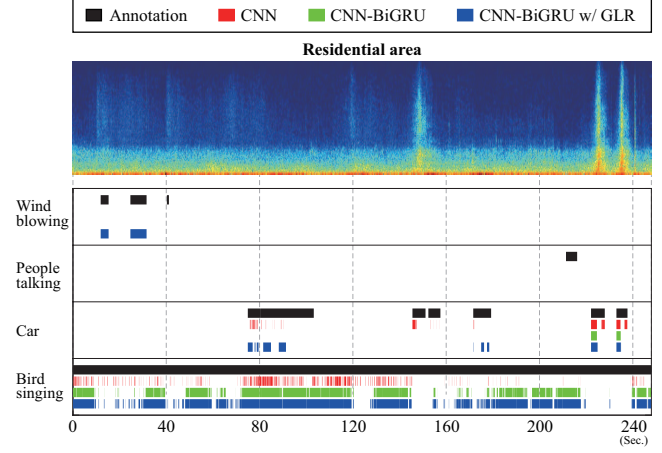 Annotation CNN CNN-BiGRU CNN-BiGRU w/ GLR
Residential area
Wind
blowing
People
talking
Car
Bird
singing
0 40 80 120 160 200 240
(Sec.)